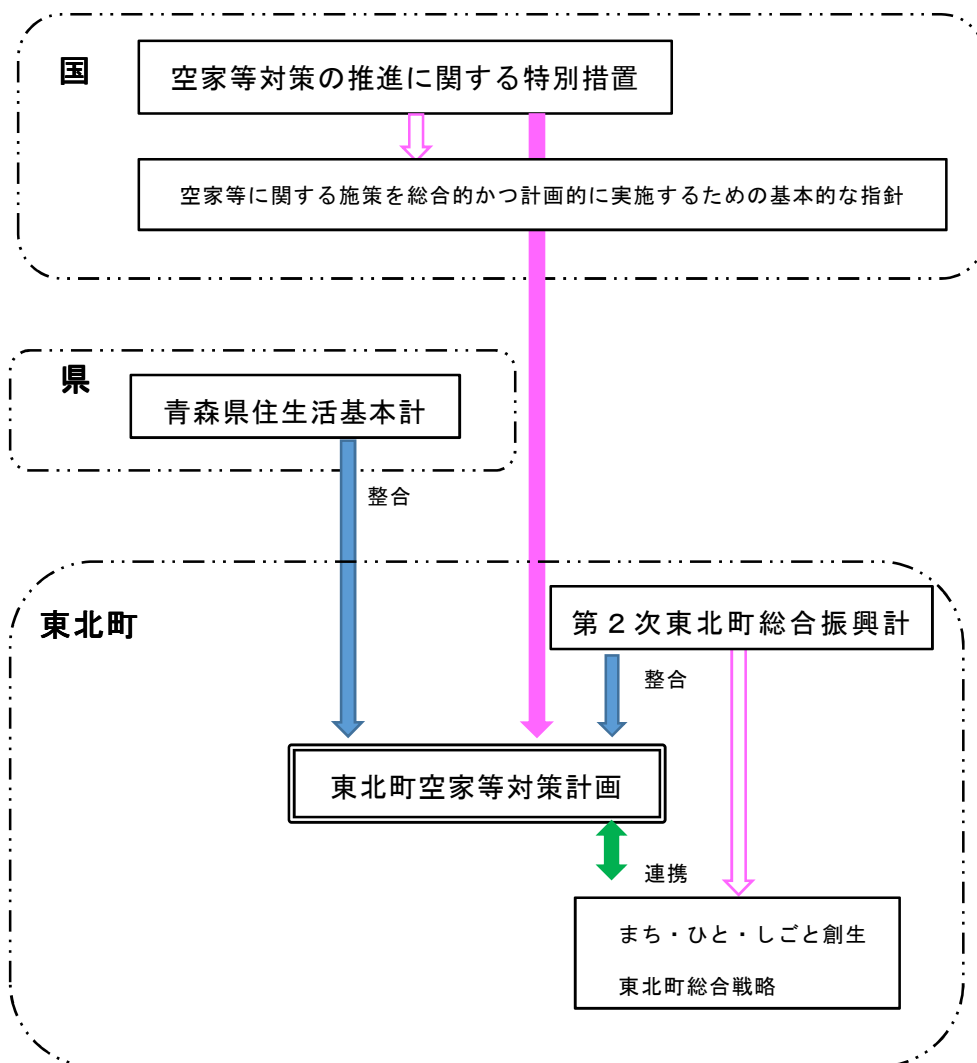 国
空家等対策の推進に関する特別措置
空家等に関する施策を総合的かつ計画的に実施するための基本的な指針
県
青森県住生活基本計
整合
東北町
第2次東北町総合振興計
整合
東北町空家等対策計画
連携
まち・ひと・しごと創生
東北町総合戦略